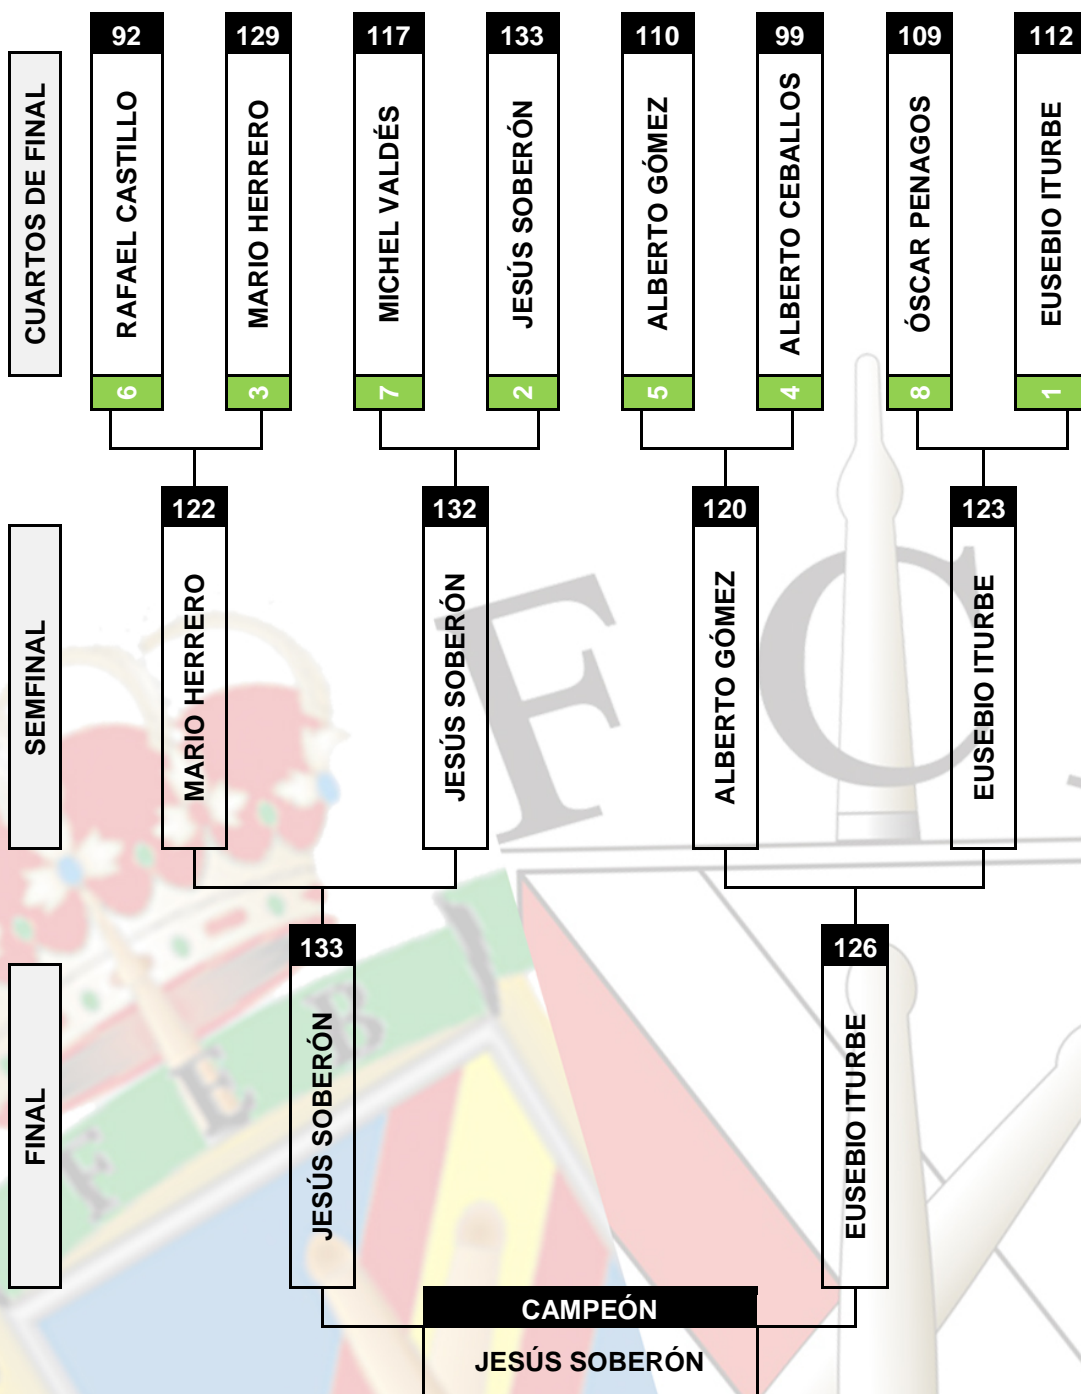 92 129 117 133 110 99 109 112
CUARTOS DE FINAL
RAFAEL CASTILLO
MARIO HERRERO
MICHEL VALDÉS
JESÚS SOBERÓN
ALBERTO GÓMEZ
ALBERTO CEBALLOS
ÓSCAR PENAGOS
EUSEBIO ITURBE
6 3 7 2 5 4 8 1
122 132 120 123
SEMFINAL
MARIO HERRERO
JESÚS SOBERÓN
ALBERTO GÓMEZ
EUSEBIO ITURBE
F C
133 126
FINAL
JESÚS SOBERÓN
EUSEBIO ITURBE
F E B
CAMPEÓN
JESÚS SOBERÓN